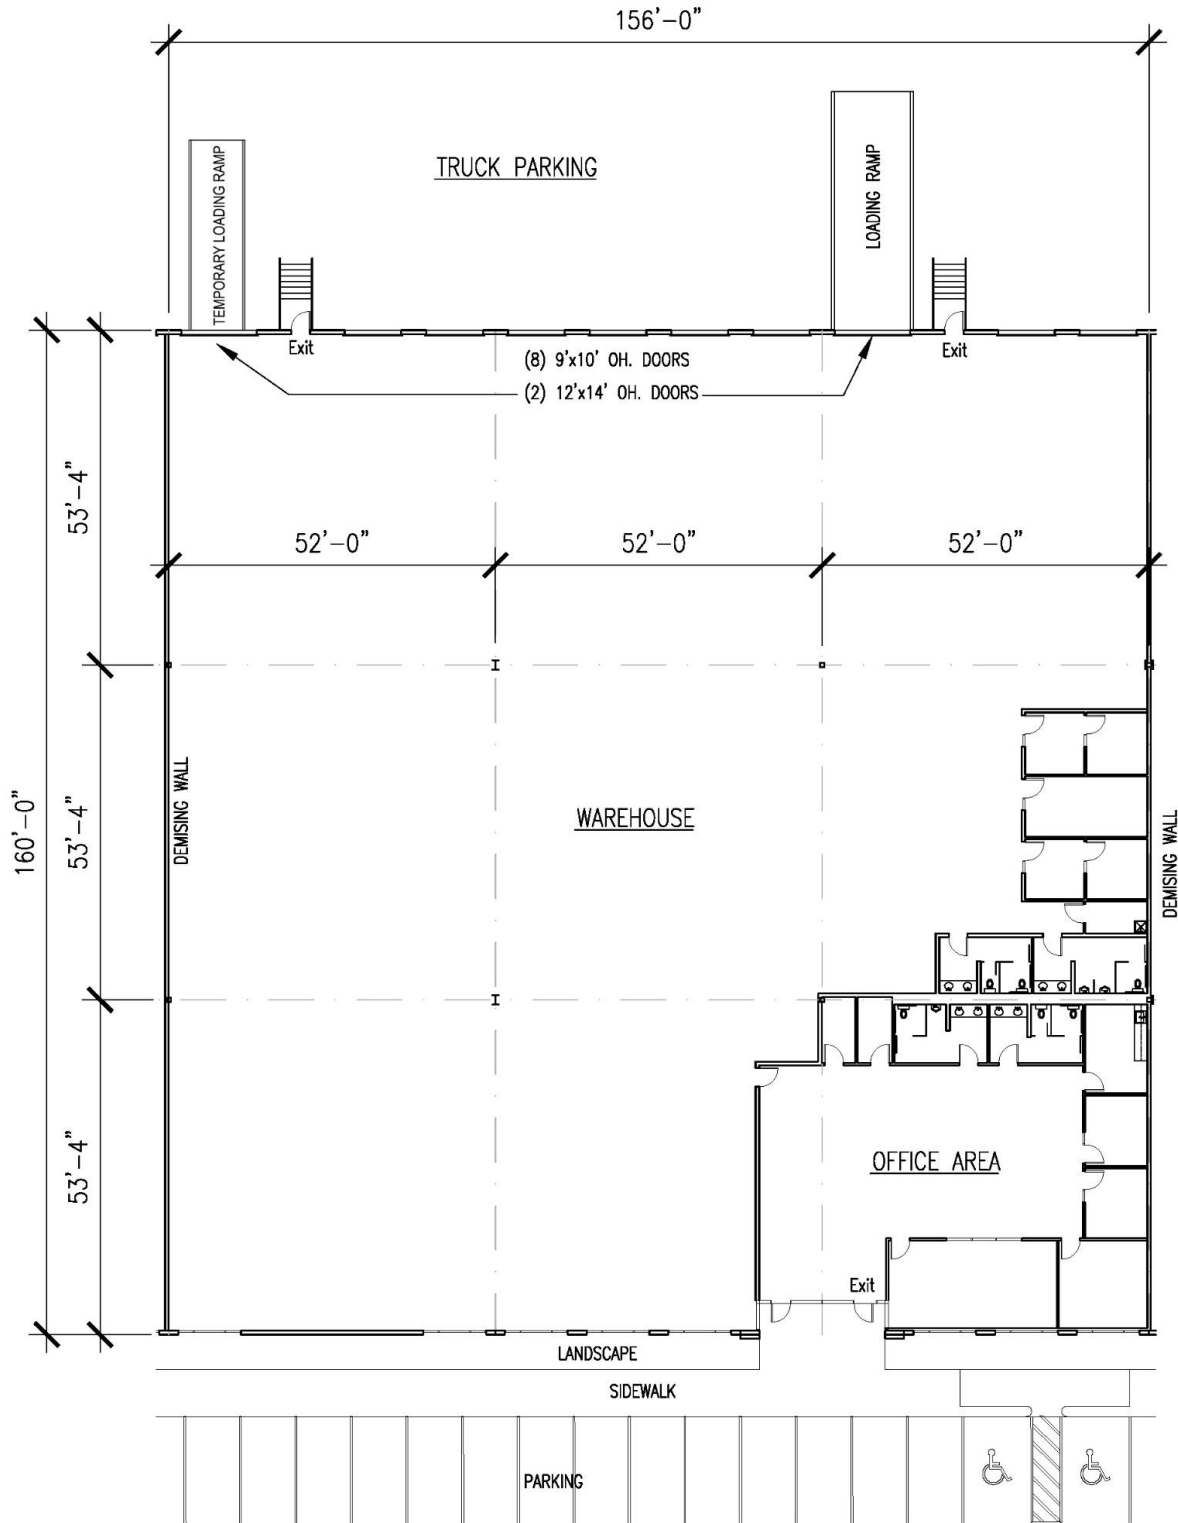 156'-0"
TRUCK PARKING
TEMPORARY LOADING RAMP
LOADING RAMP
Exit
(8) 9'x10' OH. DOORS
Exit
(2) 12'x14' OH. DOORS
53'-4"
52'-0"
52'-0"
52'-0"
DEMISING WALL
WAREHOUSE
160'-0"
53'-4"
DEMISING WALL
53'-4"
OFFICE AREA
Exit
LANDSCAPE
SIDEWALK
PARKING